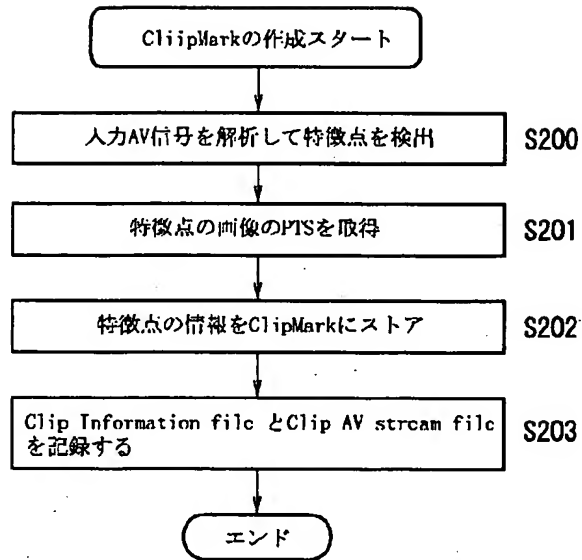 CliipMarkの作成スタート
入力AV信号を解析して特徴点を検出
S200
特徴点の画像のPTSを取得
S201
特徴点の情報をClipMarkにストア
S202
Clip Information file とClip AV stream file
を記録する
S203
エンド